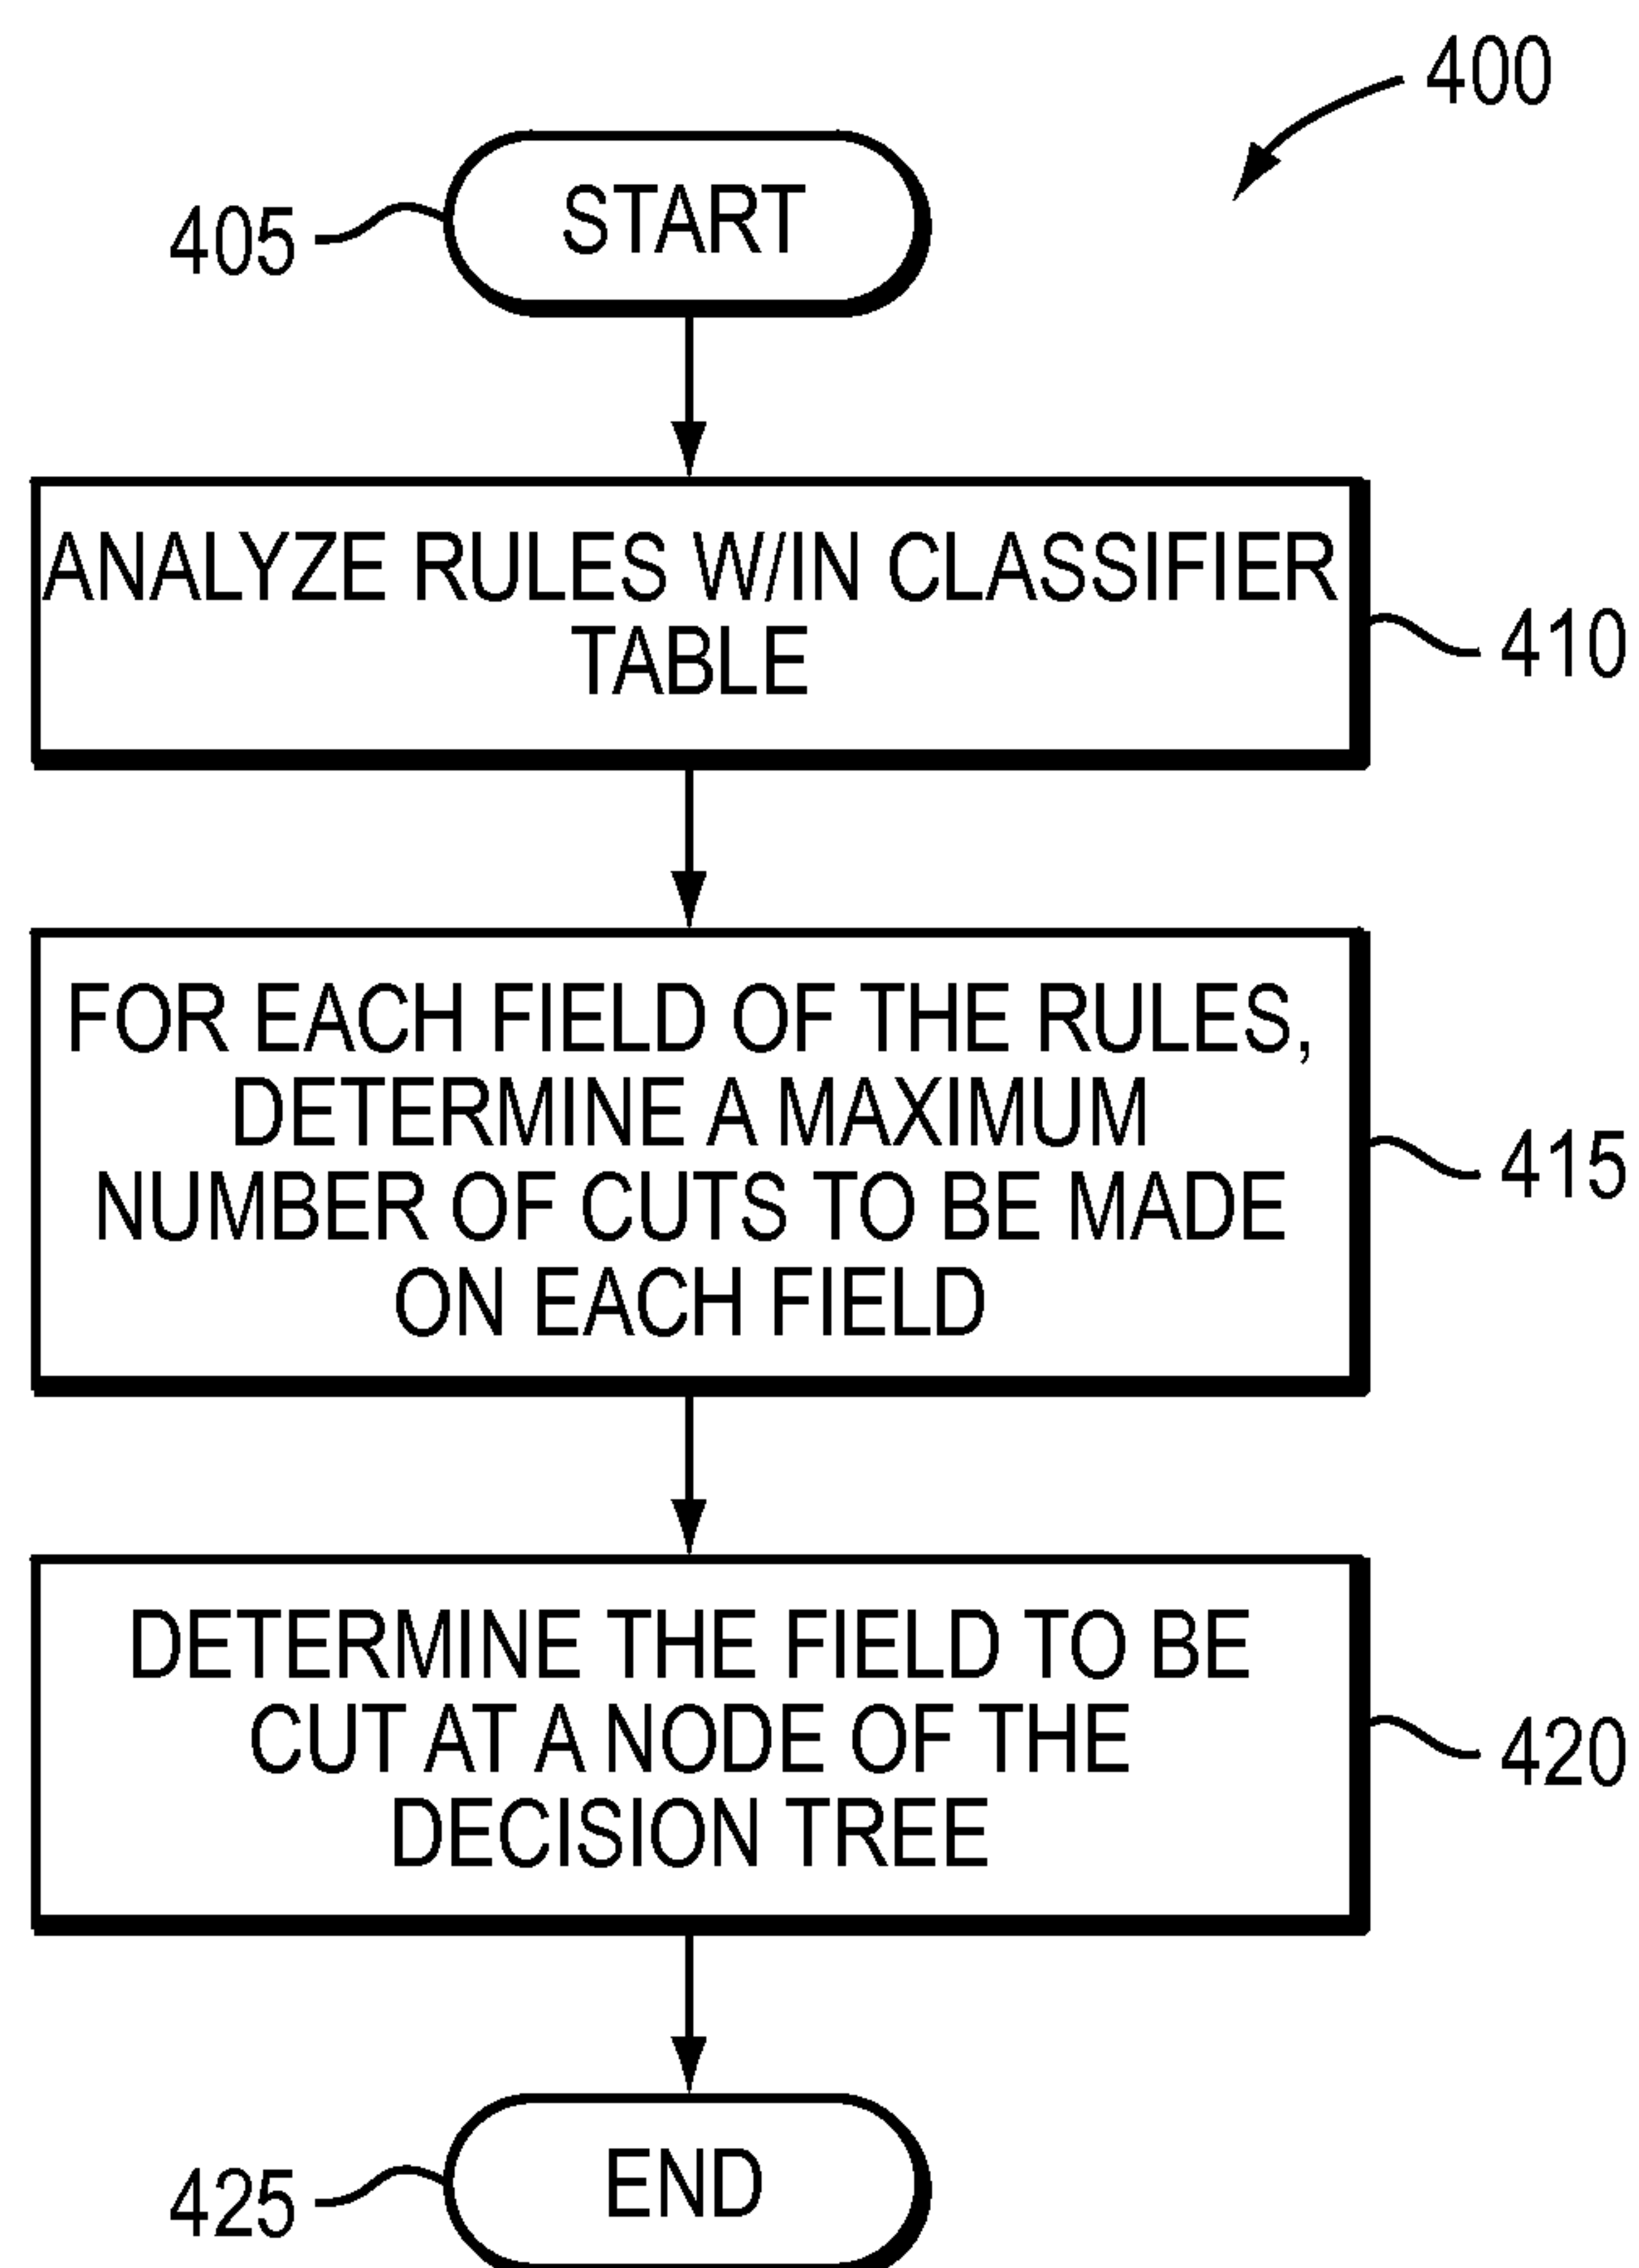 400
405
START
ANALYZE RULES W/IN CLASSIFIER
TABLE
410
FOR EACH FIELD OF THE RULES,
DETERMINE A MAXIMUM
NUMBER OF CUTS TO BE MADE
ON EACH FIELD
415
DETERMINE THE FIELD TO BE
CUT AT A NODE OF THE
DECISION TREE
420
END
425